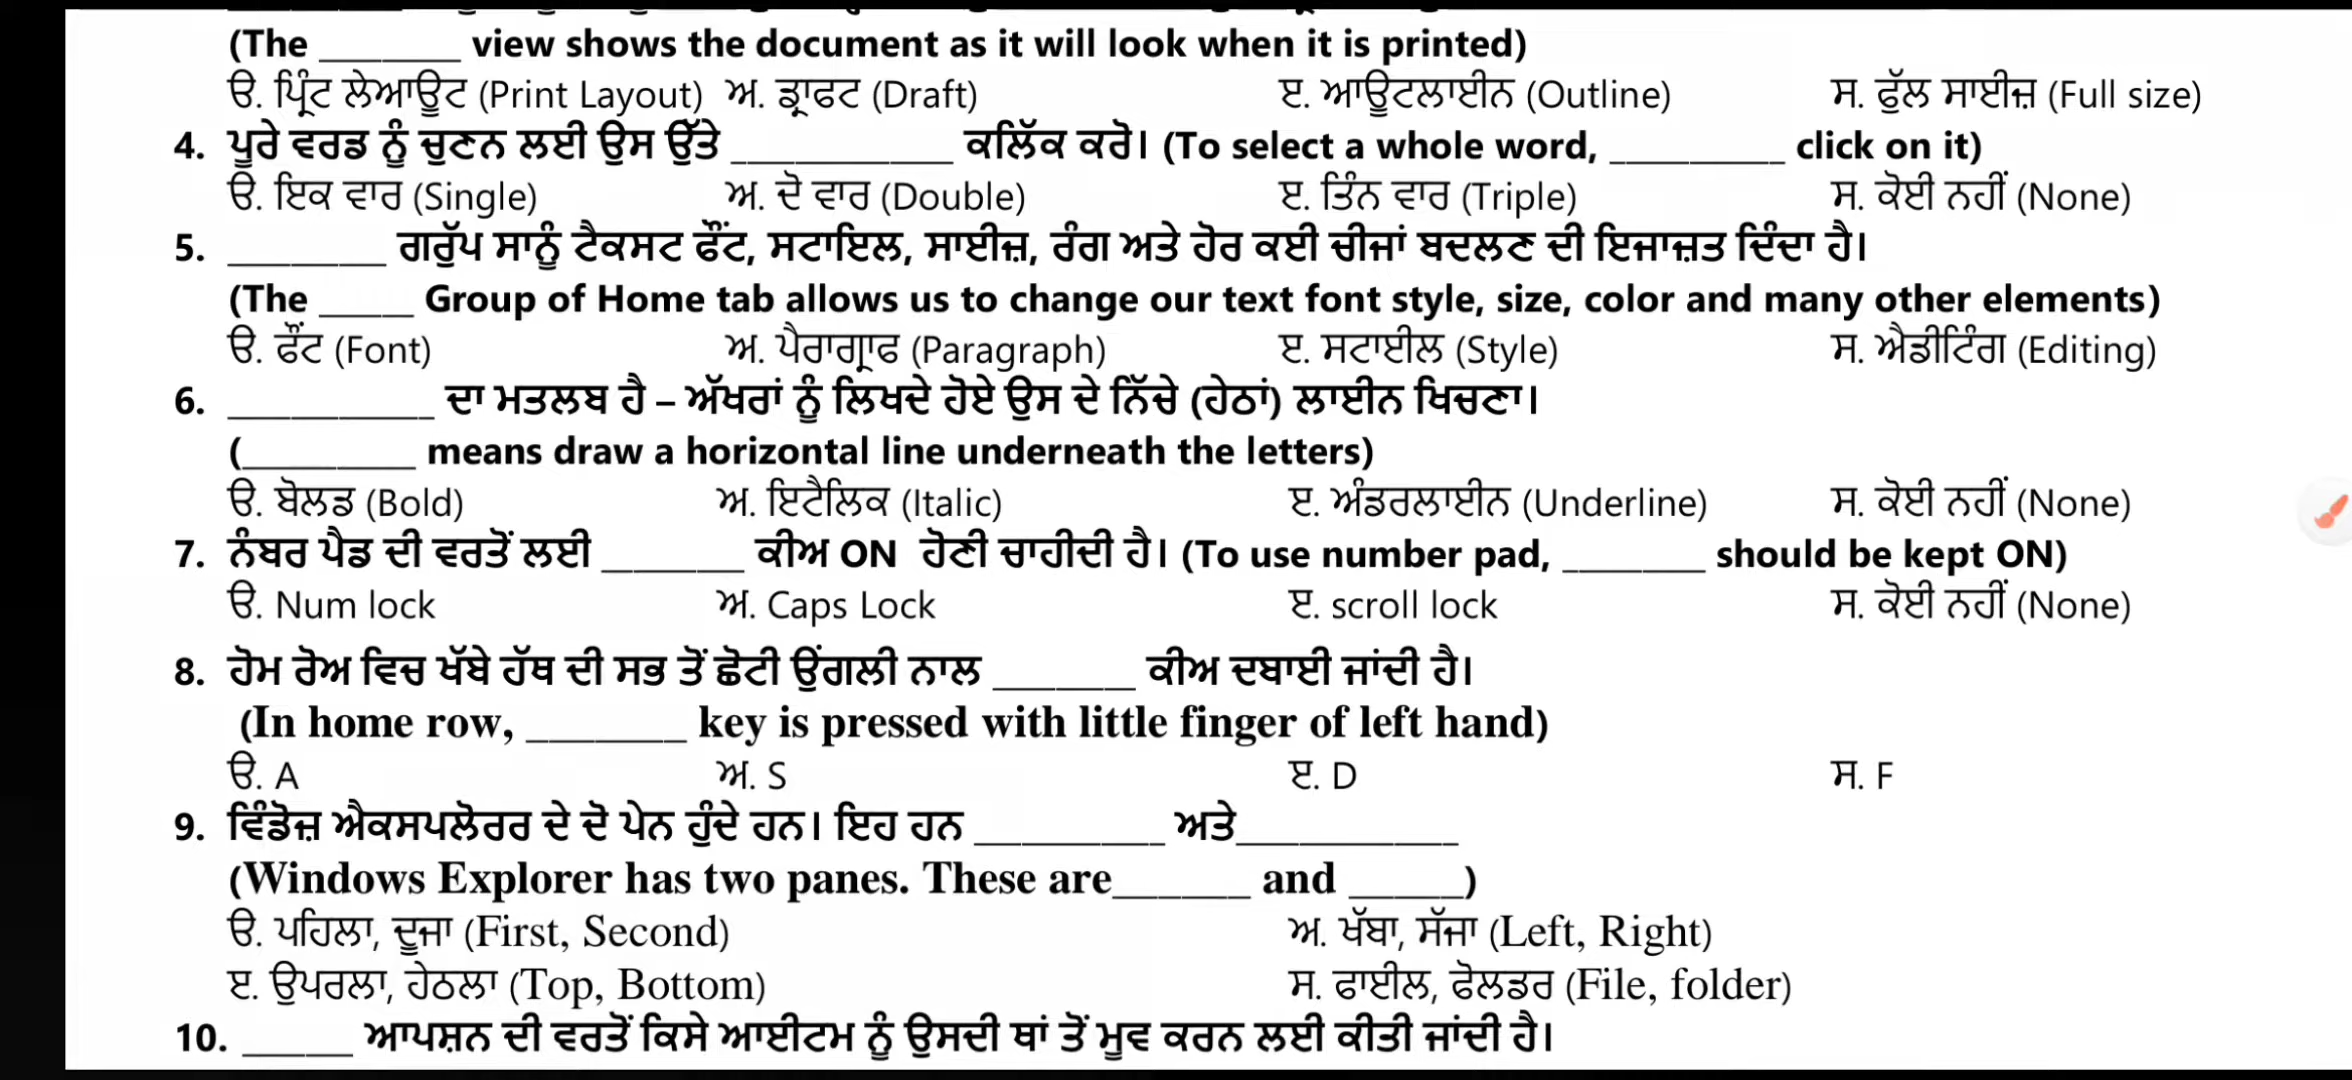 (The ________ view shows the document as it will look when it is printed)
ੳ. ਪ੍ਰਿੰਟ ਲੇਆਊਟ (Print Layout) ਅ. ਡ੍ਰਾਫਟ (Draft) ੲ. ਆਊਟਲਾਈਨ (Outline) ਸ. ਫੁੱਲ ਸਾਈਜ਼ (Full size)
4. ਪੂਰੇ ਵਰਡ ਨੂੰ ਚੁਣਨ ਲਈ ਉਸ ਉੱਤੇ ____________ ਕਲਿੱਕ ਕਰੋ। (To select a whole word, __________ click on it)
ੳ. ਇਕ ਵਾਰ (Single) ਅ. ਦੋ ਵਾਰ (Double) ੲ. ਤਿੰਨ ਵਾਰ (Triple) ਸ. ਕੋਈ ਨਹੀਂ (None)
5. _________ ਗਰੁੱਪ ਸਾਨੂੰ ਟੈਕਸਟ ਫੌਂਟ, ਸਟਾਇਲ, ਸਾਈਜ਼, ਰੰਗ ਅਤੇ ਹੋਰ ਕਈ ਚੀਜਾਂ ਬਦਲਣ ਦੀ ਇਜਾਜ਼ਤ ਦਿੰਦਾ ਹੈ।
(The _____ Group of Home tab allows us to change our text font style, size, color and many other elements)
ੳ. ਫੌਂਟ (Font) ਅ. ਪੈਰਾਗ੍ਰਾਫ (Paragraph) ੲ. ਸਟਾਈਲ (Style) ਸ. ਐਡੀਟਿੰਗ (Editing)
6. ____________ ਦਾ ਮਤਲਬ ਹੈ – ਅੱਖਰਾਂ ਨੂੰ ਲਿਖਦੇ ਹੋਏ ਉਸ ਦੇ ਨਿੱਚੇ (ਹੇਠਾਂ) ਲਾਈਨ ਖਿਚਣਾ।
(__________ means draw a horizontal line underneath the letters)
ੳ. ਬੋਲਡ (Bold) ਅ. ਇਟੈਲਿਕ (Italic) ੲ. ਅੰਡਰਲਾਈਨ (Underline) ਸ. ਕੋਈ ਨਹੀਂ (None)
7. ਨੰਬਰ ਪੈਡ ਦੀ ਵਰਤੋਂ ਲਈ ________ ਕੀਅ ON ਹੋਣੀ ਚਾਹੀਦੀ ਹੈ। (To use number pad, ________ should be kept ON)
ੳ. Num lock ਅ. Caps Lock ੲ. scroll lock ਸ. ਕੋਈ ਨਹੀਂ (None)
8. ਹੋਮ ਰੋਅ ਵਿਚ ਖੱਬੇ ਹੱਥ ਦੀ ਸਭ ਤੋਂ ਛੋਟੀ ਉਂਗਲੀ ਨਾਲ ________ ਕੀਅ ਦਬਾਈ ਜਾਂਦੀ ਹੈ।
(In home row, _______ key is pressed with little finger of left hand)
ੳ. A ਅ. S ੲ. D ਸ. F
9. ਵਿੰਡੋਜ਼ ਐਕਸਪਲੋਰਰ ਦੇ ਦੋ ਪੇਨ ਹੁੰਦੇ ਹਨ। ਇਹ ਹਨ __________ ਅਤੇ____________
(Windows Explorer has two panes. These are______ and _____)
ੳ. ਪਹਿਲਾ, ਦੂਜਾ (First, Second) ਅ. ਖੱਬਾ, ਸੱਜਾ (Left, Right)
ੲ. ਉਪਰਲਾ, ਹੇਠਲਾ (Top, Bottom) ਸ. ਫਾਈਲ, ਫੋਲਡਰ (File, folder)
10. ______ ਆਪਸ਼ਨ ਦੀ ਵਰਤੋਂ ਕਿਸੇ ਆਈਟਮ ਨੂੰ ਉਸਦੀ ਥਾਂ ਤੋਂ ਮੂਵ ਕਰਨ ਲਈ ਕੀਤੀ ਜਾਂਦੀ ਹੈ।